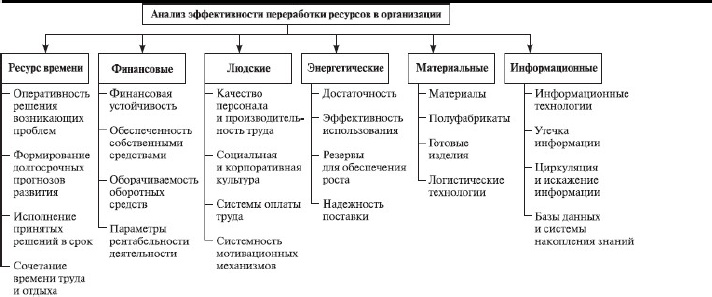 Анализ эффективности переработки ресурсов в организации
Ресурс времени
Оперативность
решения
возникающих
проблем
Формирование
долгосрочных
прогнозов
развития
Исполнение
принятых
решений в срок
Сочетание
времени труда
и отдыха
Финансовые
Финансовая
устойчивость
Обеспеченность
собственными
средствами
Оборачиваемость
оборотных
средств
Параметры
рентабельности
деятельности
Людские
Качество
персонала
и производитель-
ность труда
Социальная
и корпоративная
культура
Системы оплаты
труда
Системность
мотивационных
механизмов
Энергетические
Достаточность
Эффективность
использования
Резервы
для обеспечения
роста
Надежность
поставки
Материальные
Материалы
Полуфабрикаты
Готовые
изделия
Логистические
технологии
Информационные
Информационные
технологии
Утечка
информации
Циркуляция
и искажение
информации
Базы данных
и системы
накопления знаний